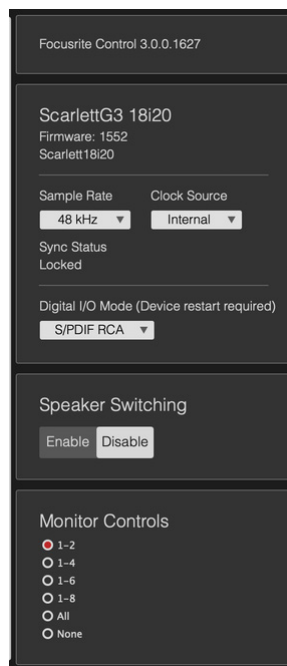 Focusrite Control 3.0.0.1627
ScarlettG3 18i20
Firmware: 1552
Scarlett18i20
Sample Rate Clock Source
48 kHz Internal
Sync Status
Locked
Digital I/O Mode (Device restart required)
S/PDIF RCA
Speaker Switching
Enable Disable
Monitor Controls
1-2
1-4
1-6
1-8
All
None